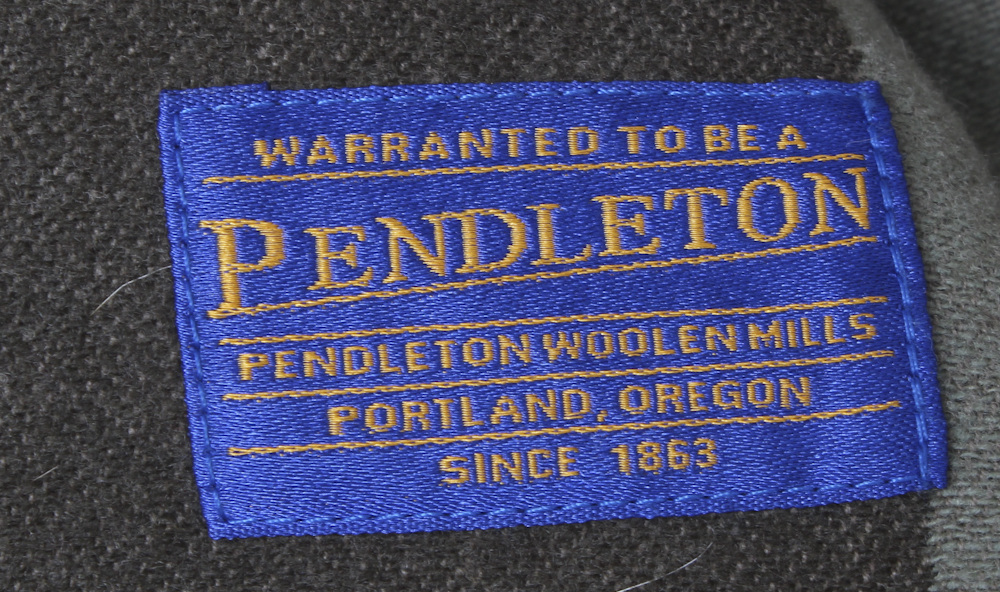 WARRANTED TO BE A
PENDLETON
PENDLETON WOOLEN MILLS
PORTLAND, OREGON
SINCE 1863